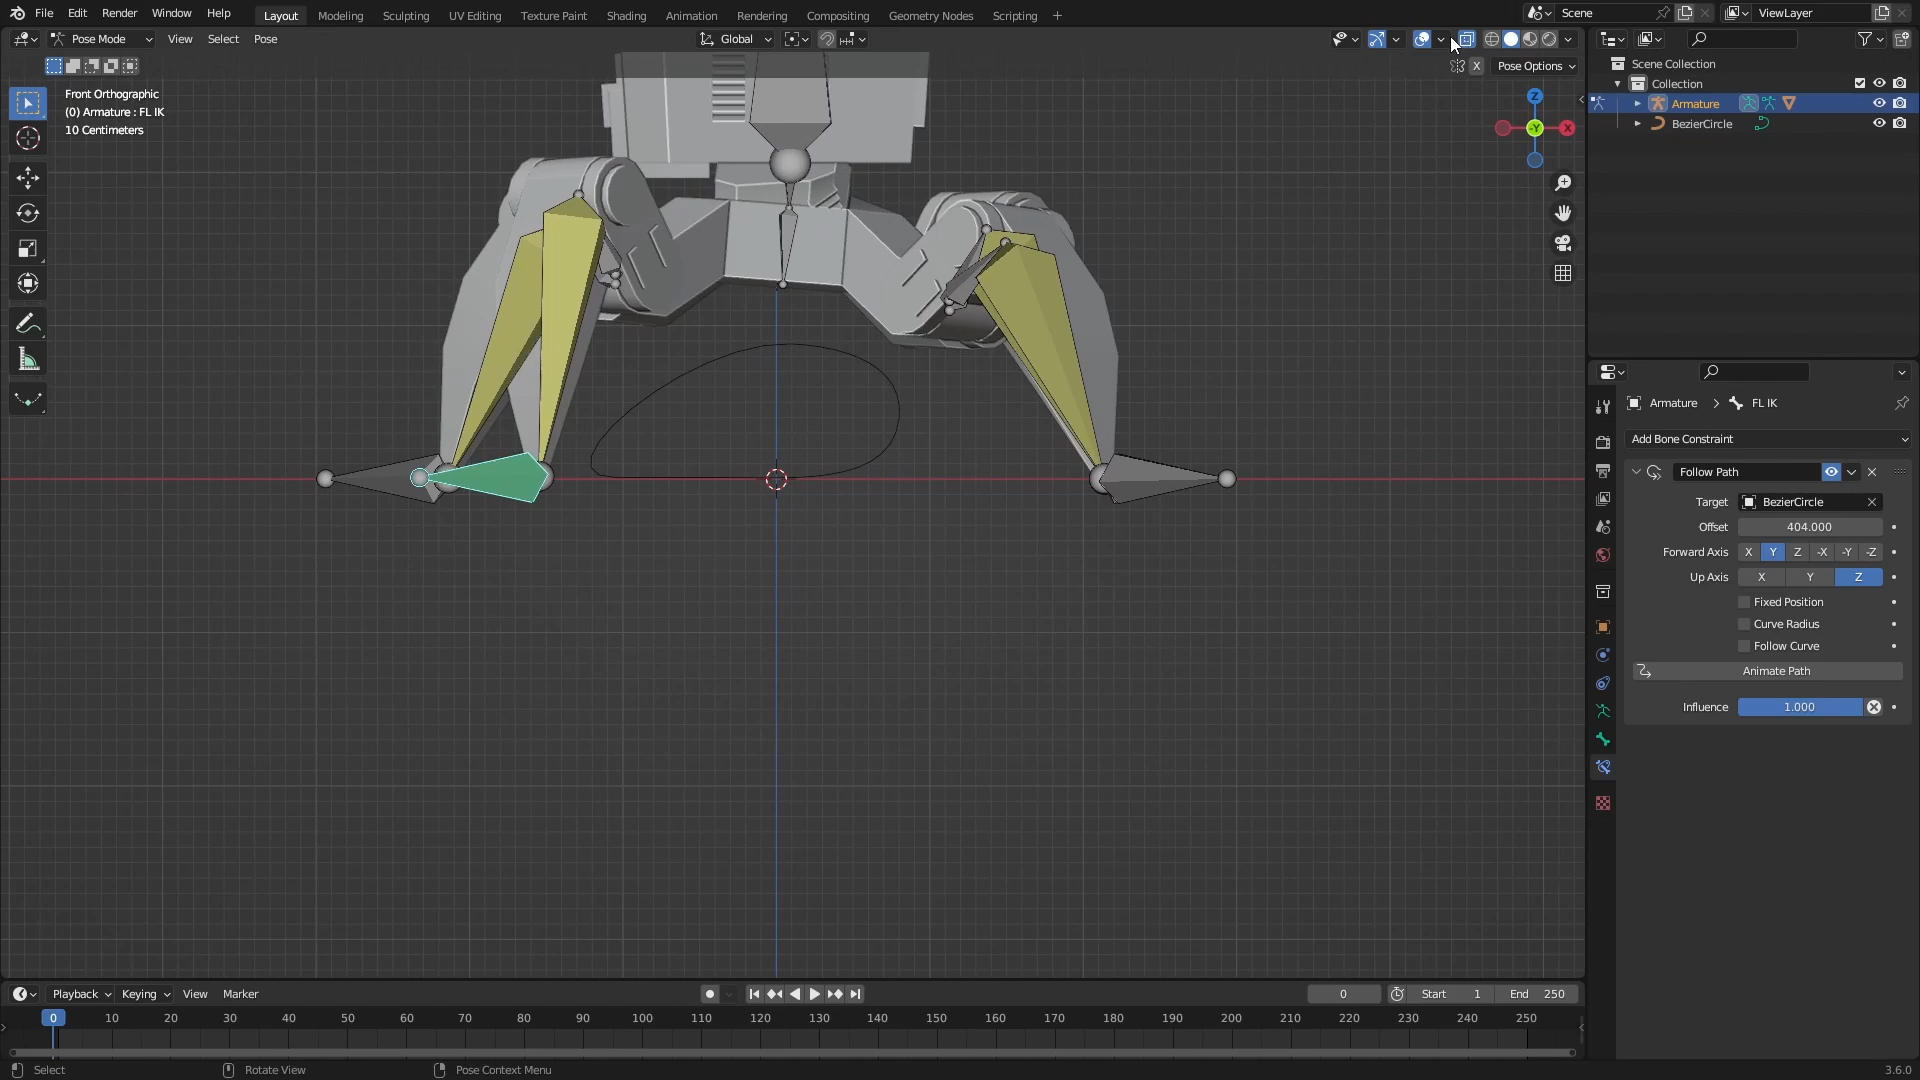 File Edit Render Window Help Layout Modeling Sculpting UV Editing Texture Paint Shading Animation Rendering Compositing Geometry Nodes Scripting + Scene ViewLayer
Pose Mode View Select Pose Global
X Pose Options
Front Orthographic
(0) Armature : FL IK
10 Centimeters
Z
-Y
X
Scene Collection
Collection
Armature
BezierCircle
Armature > FL IK
Add Bone Constraint
Follow Path
Target BezierCircle
Offset 404.000
Forward Axis X Y Z -X -Y -Z
Up Axis X Y Z
Fixed Position
Curve Radius
Follow Curve
Animate Path
Influence 1.000
Playback Keying View Marker 0 Start 1 End 250
0 10 20 30 40 50 60 70 80 90 100 110 120 130 140 150 160 170 180 190 200 210 220 230 240 250
Select Rotate View Pose Context Menu 3.6.0